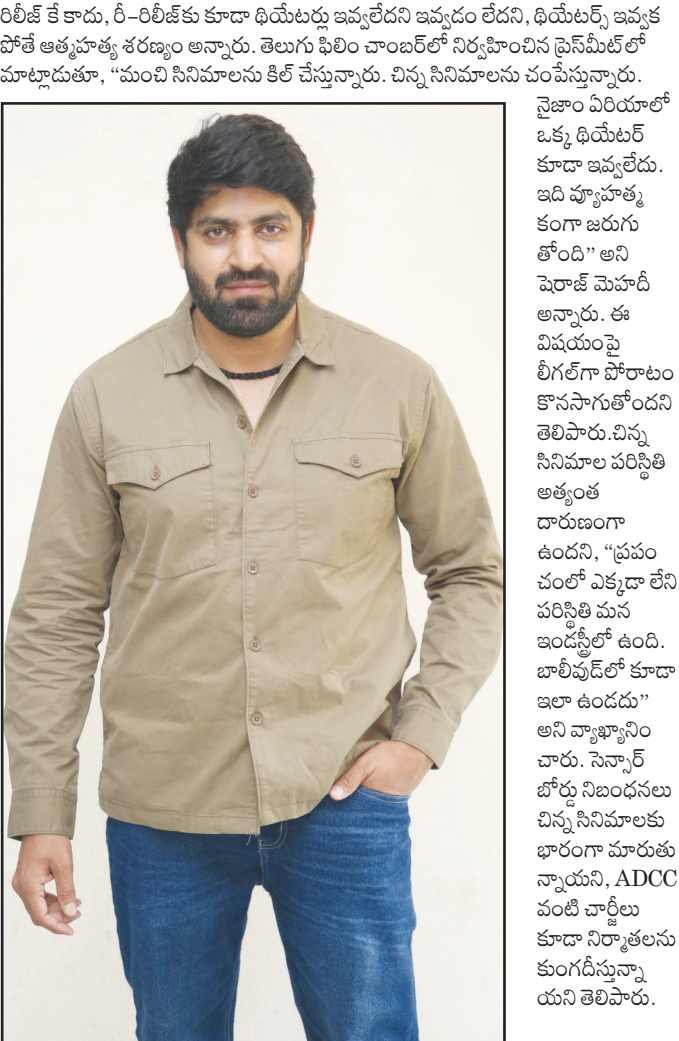 రిలీజ్ కే కాదు, రీ–రిలీజ్‌కు కూడా థియేటర్లు ఇవ్వలేదని ఇవ్వడం లేదని, థియేటర్స్ ఇవ్వక
పోతే ఆత్మహత్య శరణ్యం అన్నారు. తెలుగు ఫిలిం చాంబర్‌లో నిర్వహించిన ప్రెస్‌మీట్‌లో
మాట్లాడుతూ, “మంచి సినిమాలను కిల్ చేస్తున్నారు. చిన్న సినిమాలను చంపేస్తున్నారు.
నైజాం ఏరియాలో
ఒక్క థియేటర్
కూడా ఇవ్వలేదు.
ఇది వ్యూహత్మ
కంగా జరుగు
తోంది” అని
షెరాజ్ మెహదీ
అన్నారు. ఈ
విషయంపై
లీగల్‌గా పోరాటం
కొనసాగుతోందని
తెలిపారు.చిన్న
సినిమాల పరిస్థితి
అత్యంత
దారుణంగా
ఉందని, “ప్రపం
చంలో ఎక్కడా లేని
పరిస్థితి మన
ఇండస్ట్రీలో ఉంది.
బాలీవుడ్‌లో కూడా
ఇలా ఉండదు”
అని వ్యాఖ్యానిం
చారు. సెన్సార్
బోర్డు నిబంధనలు
చిన్న సినిమాలకు
భారంగా మారుతు
న్నాయని, ADCC
వంటి చార్జీలు
కూడా నిర్మాతలను
కుంగదీస్తున్నా
యని తెలిపారు.